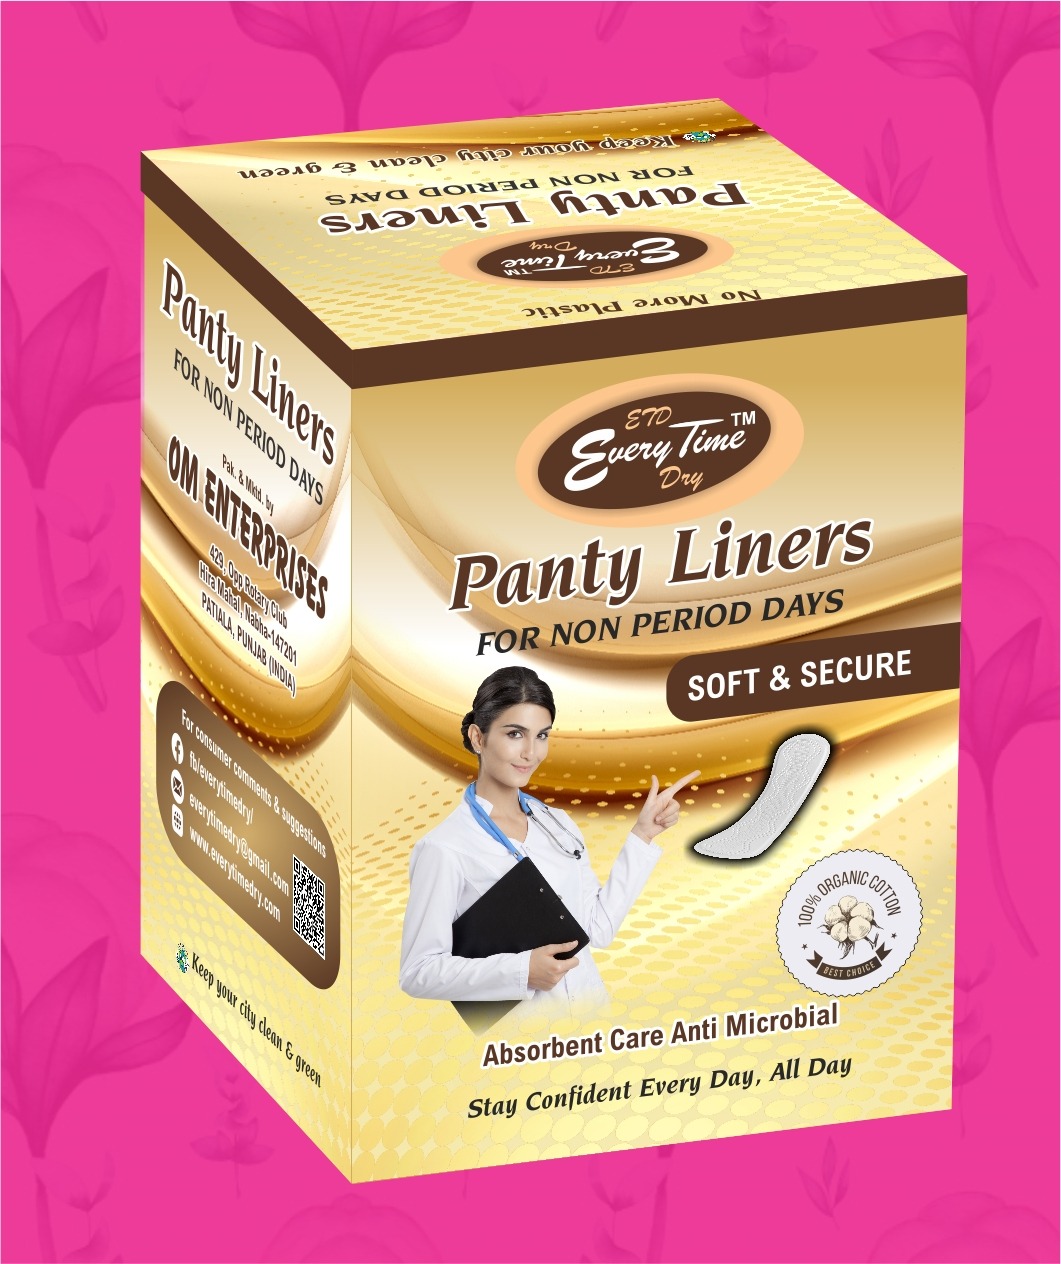 Keep your city clean & green
FOR NON PERIOD DAYS
Panty Liners
ETD
Every Time™
Dry
No More Plastic
Panty Liners
FOR NON PERIOD DAYS
Pak. & Mktd. by
OM ENTERPRISES
429, Opp Rotary Club
Hira Mahal, Nabha-147201
PATIALA, PUNJAB (INDIA)
For consumer comments & suggestions
fb/everytimedry/
everytimedry@gmail.com
www.everytimedry.com
Keep your city clean & green
ETD
Every Time™
Dry
Panty Liners
FOR NON PERIOD DAYS
SOFT & SECURE
100% ORGANIC COTTON
BEST CHOICE
Absorbent Care Anti Microbial
Stay Confident Every Day, All Day